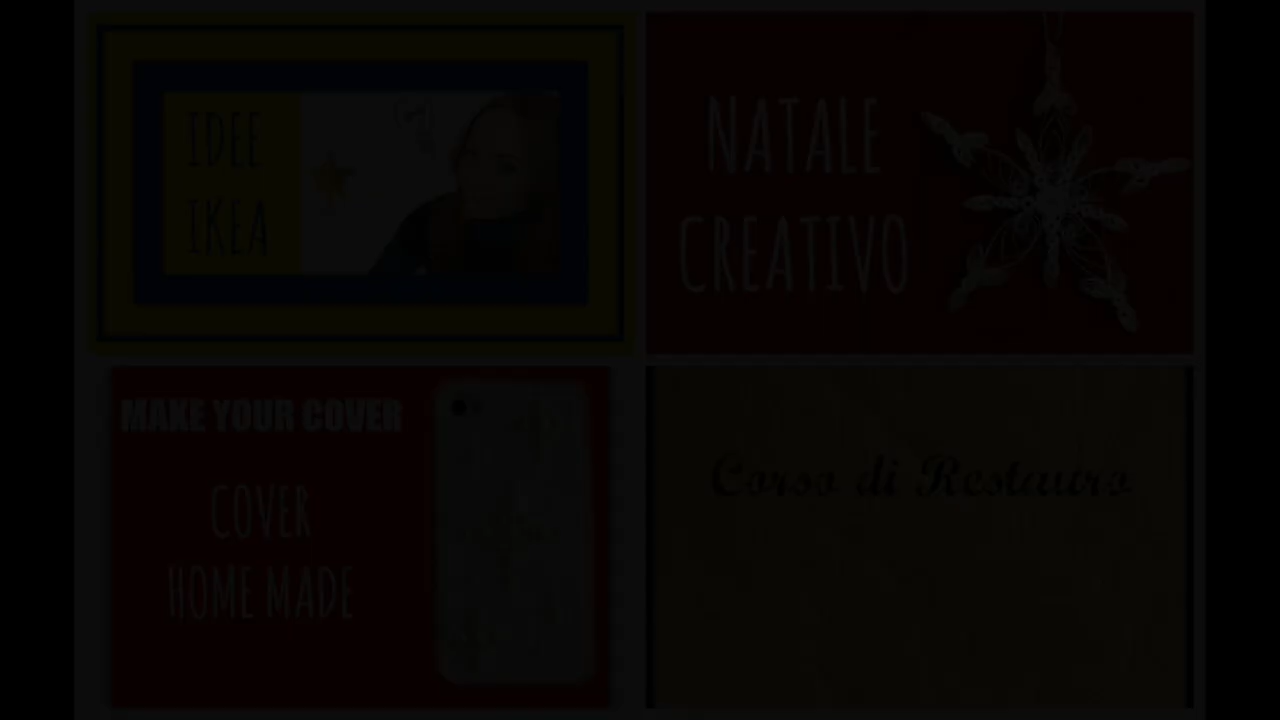 IDEE
IKEA
NATALE
CREATIVO
MAKE YOUR COVER
COVER
HOME MADE
Corso di Restauro